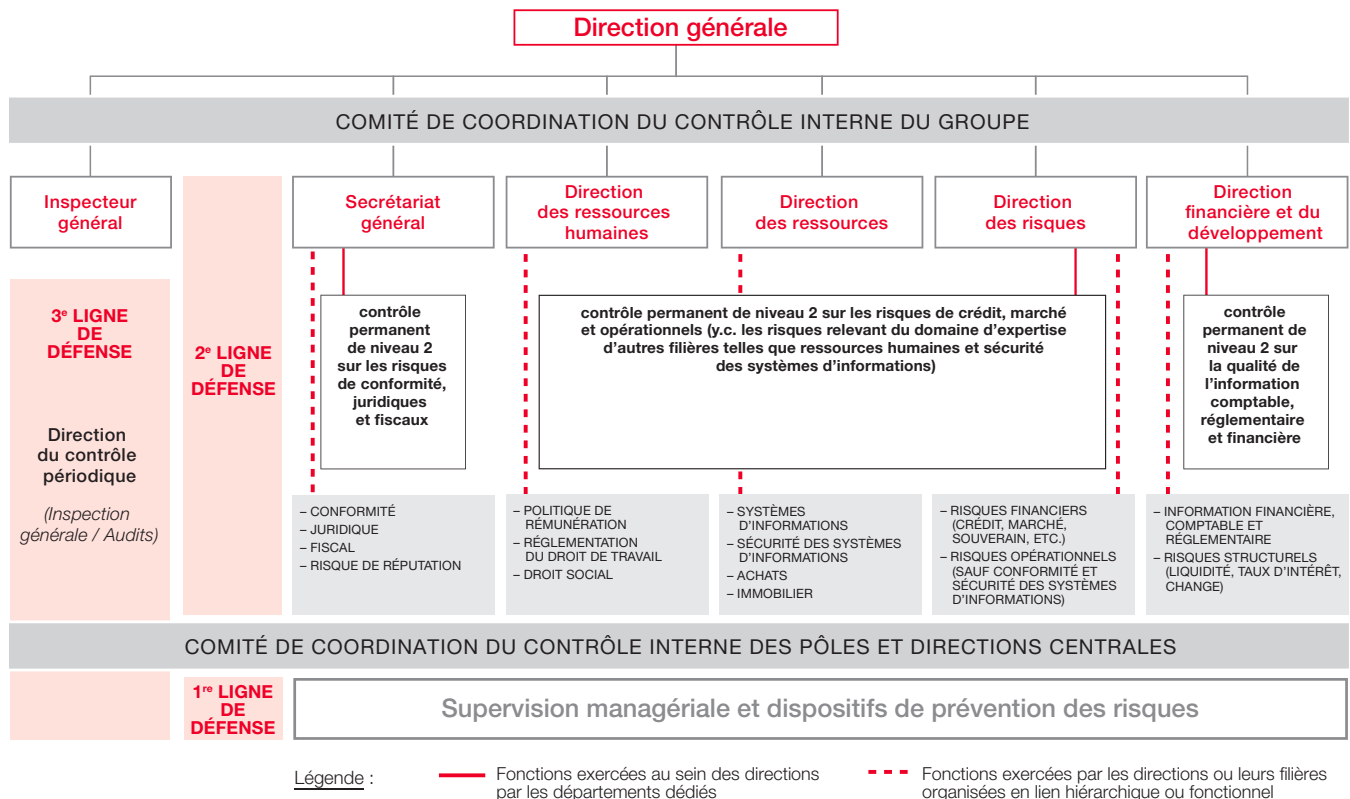 Direction générale
COMITÉ DE COORDINATION DU CONTRÔLE INTERNE DU GROUPE
Inspecteur
général
Secrétariat
général
Direction
des ressources
humaines
Direction
des ressources
Direction
des risques
Direction
financière et du
développement
3e LIGNE
DE
DÉFENSE
Direction
du contrôle
périodique
(Inspection
générale / Audits)
2e LIGNE
DE
DÉFENSE
contrôle
permanent
de niveau 2
sur les risques
de conformité,
juridiques
et fiscaux
contrôle permanent de niveau 2 sur les risques de crédit, marché
et opérationnels (y.c. les risques relevant du domaine d'expertise
d'autres filières telles que ressources humaines et sécurité
des systèmes d'informations)
contrôle
permanent de
niveau 2 sur
la qualité de
l'information
comptable,
réglementaire
et financière
– CONFORMITÉ
– JURIDIQUE
– FISCAL
– RISQUE DE RÉPUTATION
– POLITIQUE DE
RÉMUNÉRATION
– RÉGLEMENTATION
DU DROIT DE TRAVAIL
– DROIT SOCIAL
– SYSTÈMES
D'INFORMATIONS
– SÉCURITÉ DES SYSTÈMES
D'INFORMATIONS
– ACHATS
– IMMOBILIER
– RISQUES FINANCIERS
(CRÉDIT, MARCHÉ,
SOUVERAIN, ETC.)
– RISQUES OPÉRATIONNELS
(SAUF CONFORMITÉ ET
SÉCURITÉ DES SYSTÈMES
D'INFORMATIONS)
– INFORMATION FINANCIÈRE,
COMPTABLE ET
RÉGLEMENTAIRE
– RISQUES STRUCTURELS
(LIQUIDITÉ, TAUX D'INTÉRÊT,
CHANGE)
COMITÉ DE COORDINATION DU CONTRÔLE INTERNE DES PÔLES ET DIRECTIONS CENTRALES
1re LIGNE
DE
DÉFENSE
Supervision managériale et dispositifs de prévention des risques
Légende :
Fonctions exercées au sein des directions
par les départements dédiés
Fonctions exercées par les directions ou leurs filières
organisées en lien hiérarchique ou fonctionnel